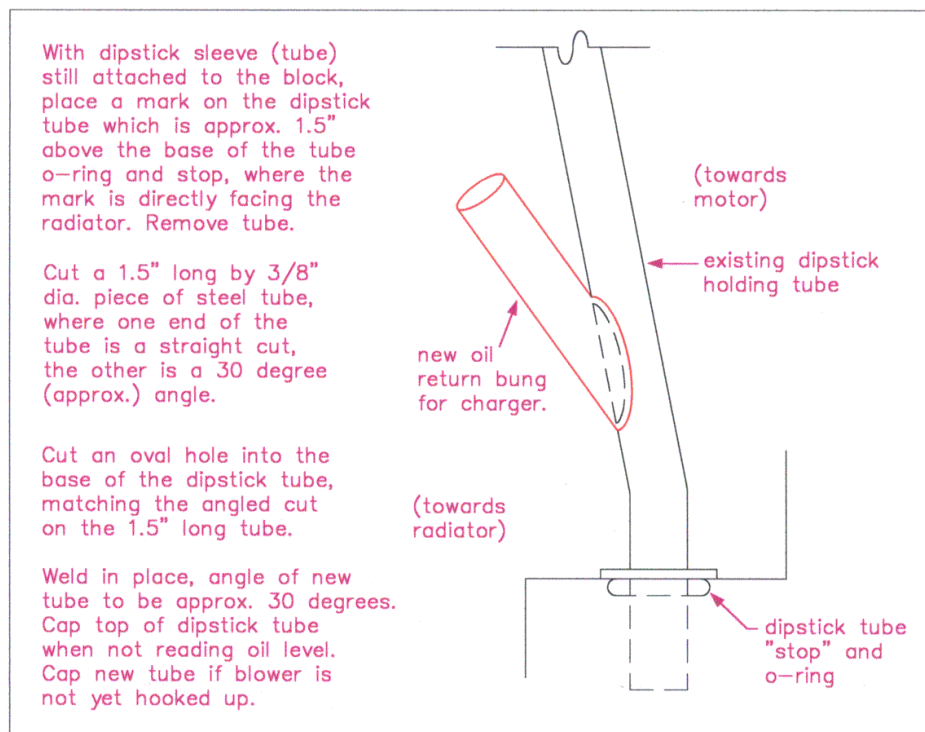 With dipstick sleeve (tube)
still attached to the block,
place a mark on the dipstick
tube which is approx. 1.5"
above the base of the tube
o-ring and stop, where the
mark is directly facing the
radiator. Remove tube.
Cut a 1.5" long by 3/8"
dia. piece of steel tube,
where one end of the
tube is a straight cut,
the other is a 30 degree
(approx.) angle.
Cut an oval hole into the
base of the dipstick tube,
matching the angled cut
on the 1.5" long tube.
Weld in place, angle of new
tube to be approx. 30 degrees.
Cap top of dipstick tube
when not reading oil level.
Cap new tube if blower is
not yet hooked up.
(towards
motor)
existing dipstick
holding tube
new oil
return bung
for charger.
(towards
radiator)
dipstick tube
"stop" and
o-ring